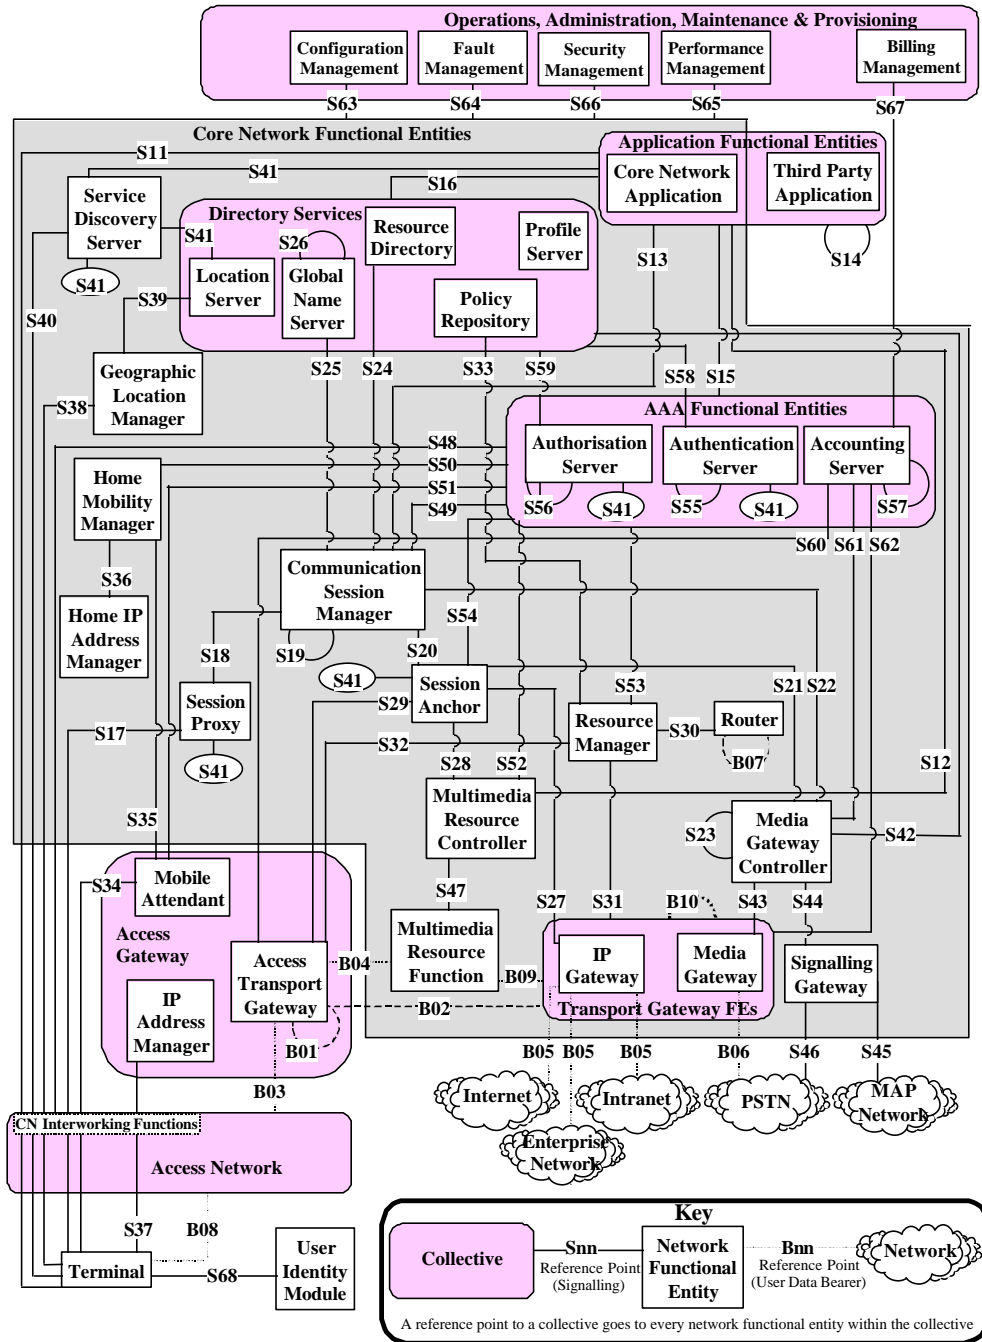 Operations, Administration, Maintenance & Provisioning
Configuration
Management
Fault
Management
Security
Management
Performance
Management
Billing
Management
S63
S64
S66
S65
S67
Core Network Functional Entities
S11
S41
S16
Application Functional Entities
Core Network
Application
Third Party
Application
S13
S14
Service
Discovery
Server
S41
S41
S40
Directory Services
S26
Resource
Directory
Profile
Server
Location
Server
Global
Name
Server
Policy
Repository
S39
Geographic
Location
Manager
S38
S25
S24
S33
S59
S58
S15
AAA Functional Entities
Authorisation
Server
Authentication
Server
Accounting
Server
S56
S41
S55
S41
S57
S48
S50
S51
S49
Home
Mobility
Manager
S36
Home IP
Address
Manager
S60
S61
S62
Communication
Session
Manager
S54
S18
S19
S20
S41
Session
Anchor
S29
S53
S21
S22
Session
Proxy
S17
S41
S32
Resource
Manager
S30
Router
B07
S28
S52
S12
Multimedia
Resource
Controller
S23
Media
Gateway
Controller
S42
S35
S34
Mobile
Attendant
S47
S27
S31
B10
S43
S44
Access
Gateway
Access
Transport
Gateway
B04
Multimedia
Resource
Function
B09
IP
Gateway
Media
Gateway
Signalling
Gateway
IP
Address
Manager
B02
Transport Gateway FEs
B01
B03
B05
B05
B05
B06
S46
S45
Internet
Intranet
PSTN
MAP
Network
Enterprise
Network
CN Interworking Functions
Access Network
S37
B08
Terminal
S68
User
Identity
Module
Key
Collective
Snn
Reference Point
(Signalling)
Network
Functional
Entity
Bnn
Reference Point
(User Data Bearer)
Network
A reference point to a collective goes to every network functional entity within the collective